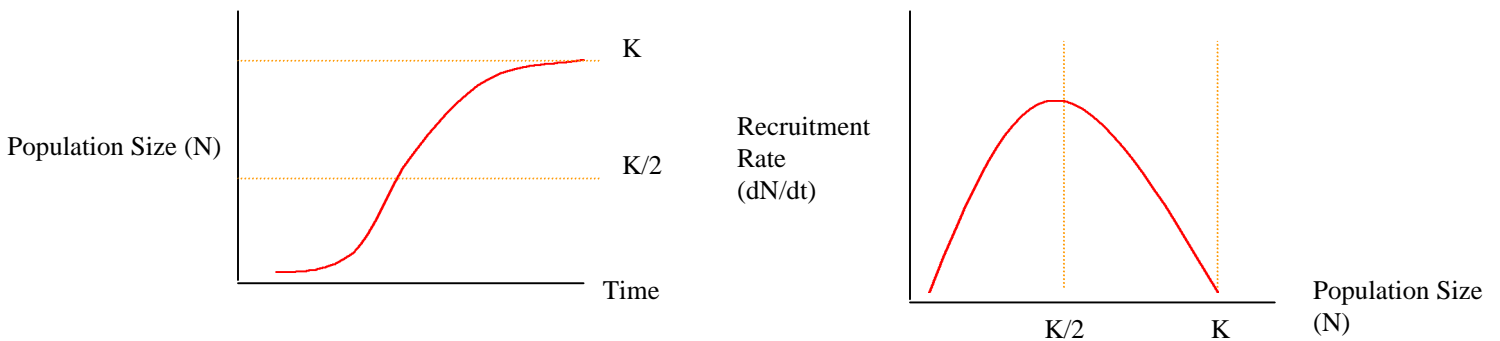 K
Population Size (N)
K/2
Time
Recruitment
Rate
(dN/dt)
K/2
K
Population Size
(N)